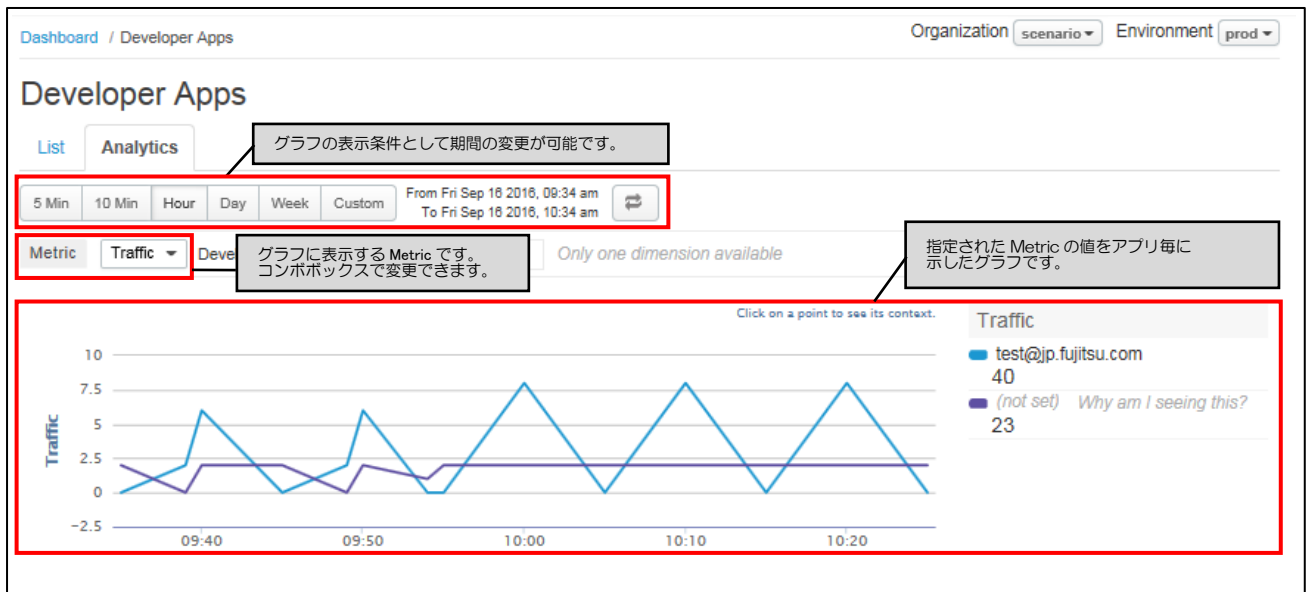 Dashboard / Developer Apps
Organization scenario Environment prod
Developer Apps
List Analytics
グラフの表示条件として期間の変更が可能です。
5 Min 10 Min Hour Day Week Custom
From Fri Sep 16 2016, 09:34 am
To Fri Sep 16 2016, 10:34 am
Metric Traffic Deve
グラフに表示する Metric です。
コンボボックスで変更できます。
Only one dimension available
指定された Metric の値をアプリ毎に
示したグラフです。
Click on a point to see its context.
Traffic
10
7.5
5
2.5
0
-2.5
09:40 09:50 10:00 10:10 10:20
Traffic
test@jp.fujitsu.com
40
(not set) Why am I seeing this?
23